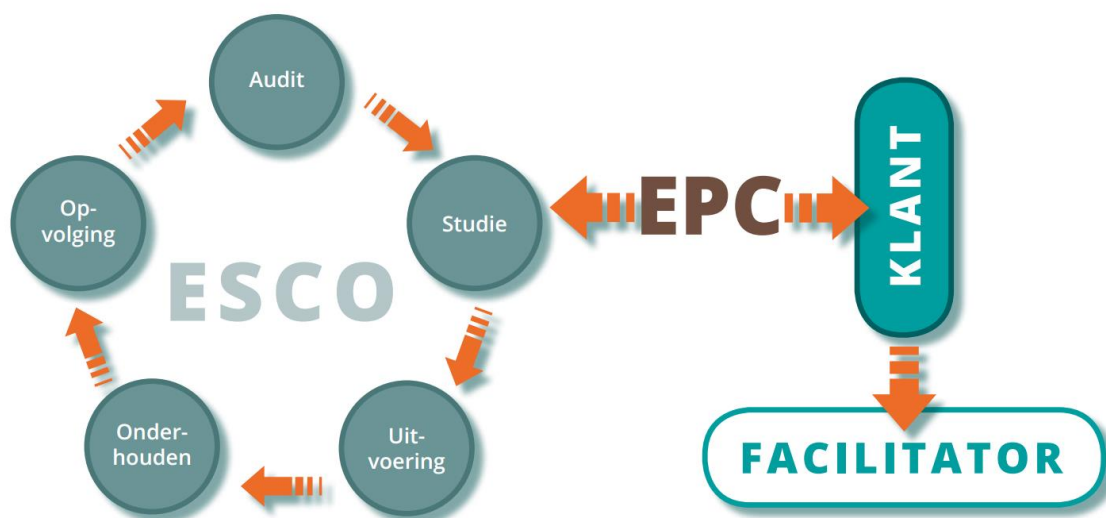 Audit
Op-
volging
Studie
EPC
KLANT
ESCO
Onder-
houden
Uit-
voering
FACILITATOR